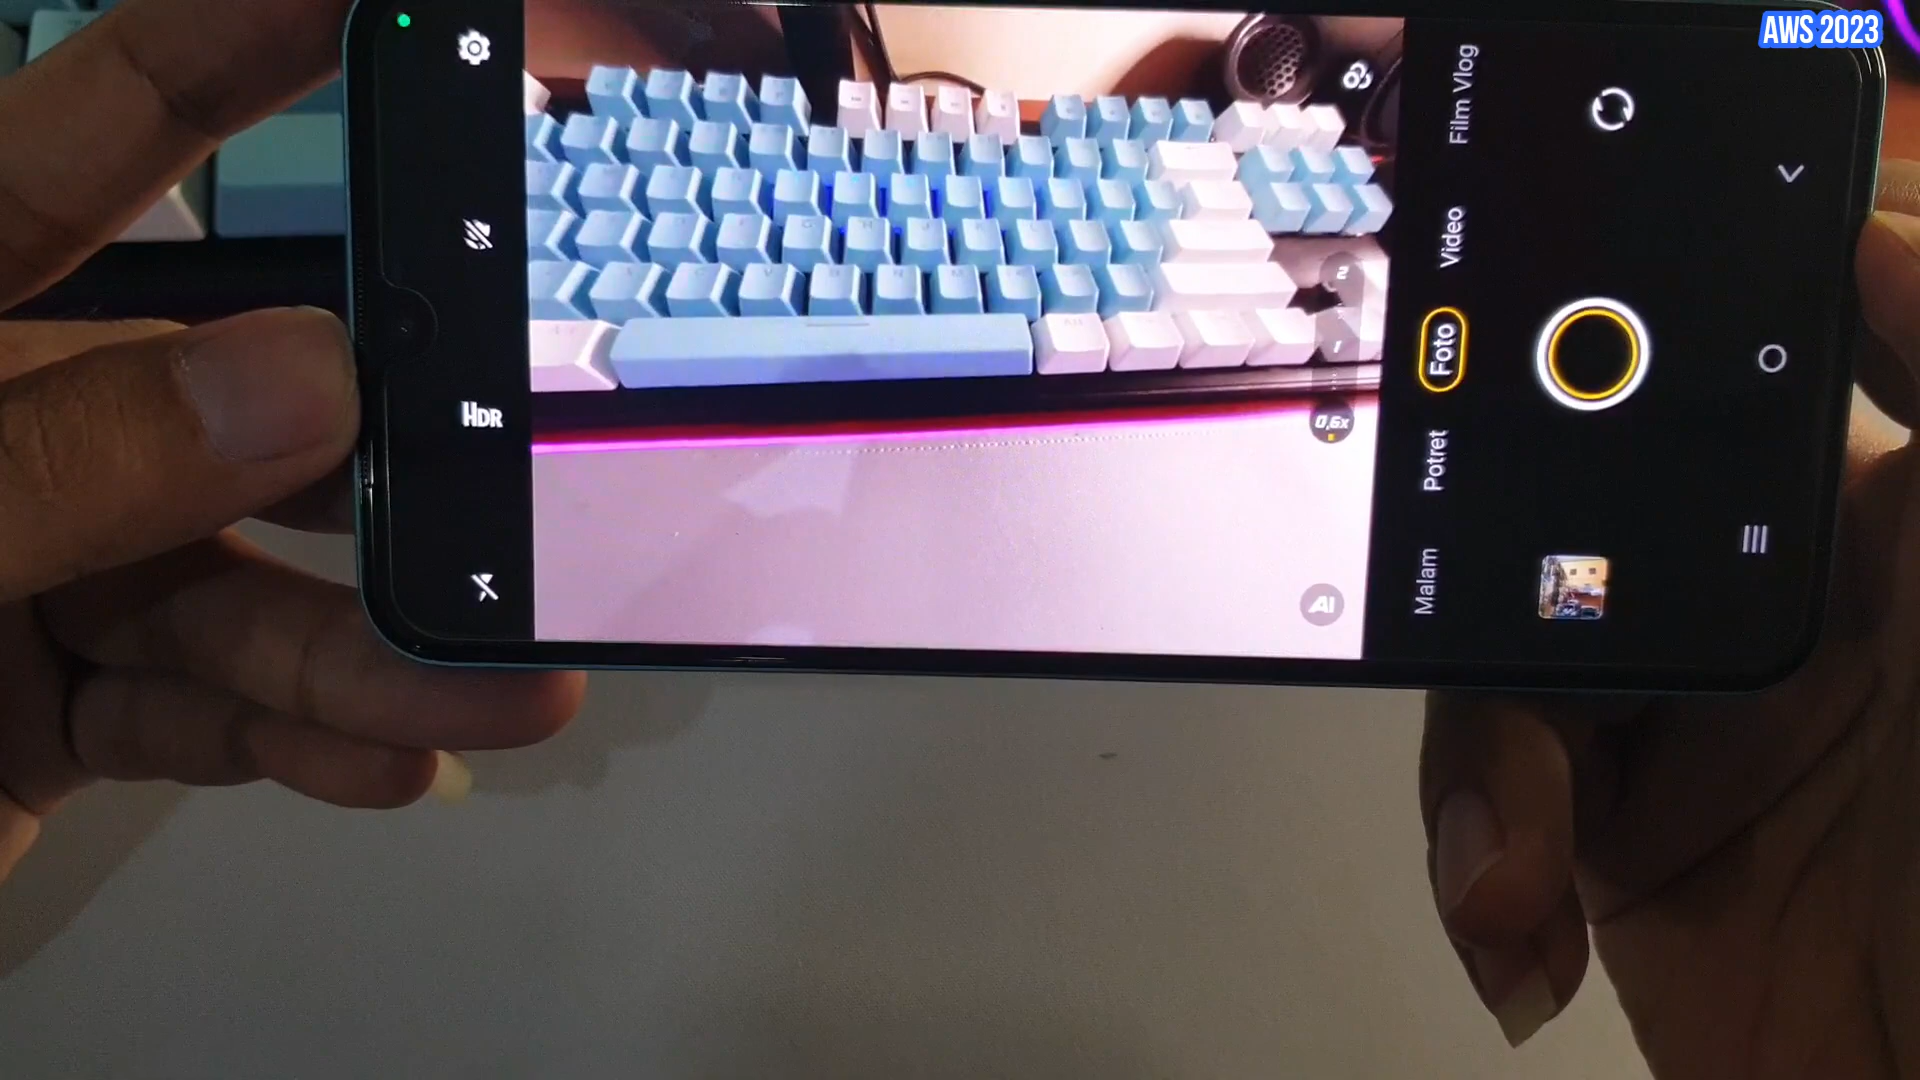 AWS 2023
HDR
2
1
0,6x
AI
Film Vlog
Video
Foto
Potret
Malam